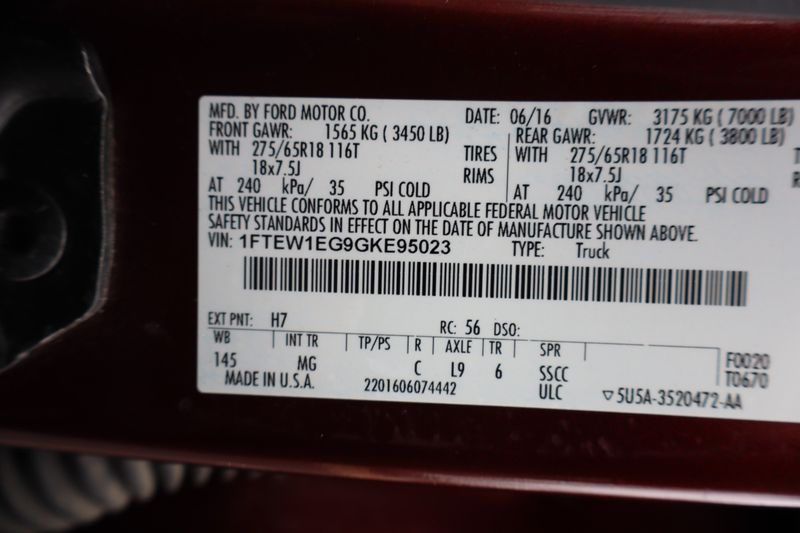 MFD. BY FORD MOTOR CO. DATE: 06/16 GVWR: 3175 KG ( 7000 LB)
FRONT GAWR: 1565 KG ( 3450 LB) REAR GAWR: 1724 KG ( 3800 LB)
WITH 275/65R18 116T TIRES WITH 275/65R18 116T
18x7.5J RIMS 18x7.5J
AT 240 kPa/ 35 PSI COLD AT 240 kPa/ 35 PSI COLD
THIS VEHICLE CONFORMS TO ALL APPLICABLE FEDERAL MOTOR VEHICLE
SAFETY STANDARDS IN EFFECT ON THE DATE OF MANUFACTURE SHOWN ABOVE.
VIN: 1FTEW1EG9GKE95023 TYPE: Truck
EXT PNT: H7 RC: 56 DSO:
WB INT TR TP/PS R AXLE TR SPR F0020
145 MG C L9 6 SSCC T0670
MADE IN U.S.A. 2201606074442 ULC ▽5U5A-3520472-AA